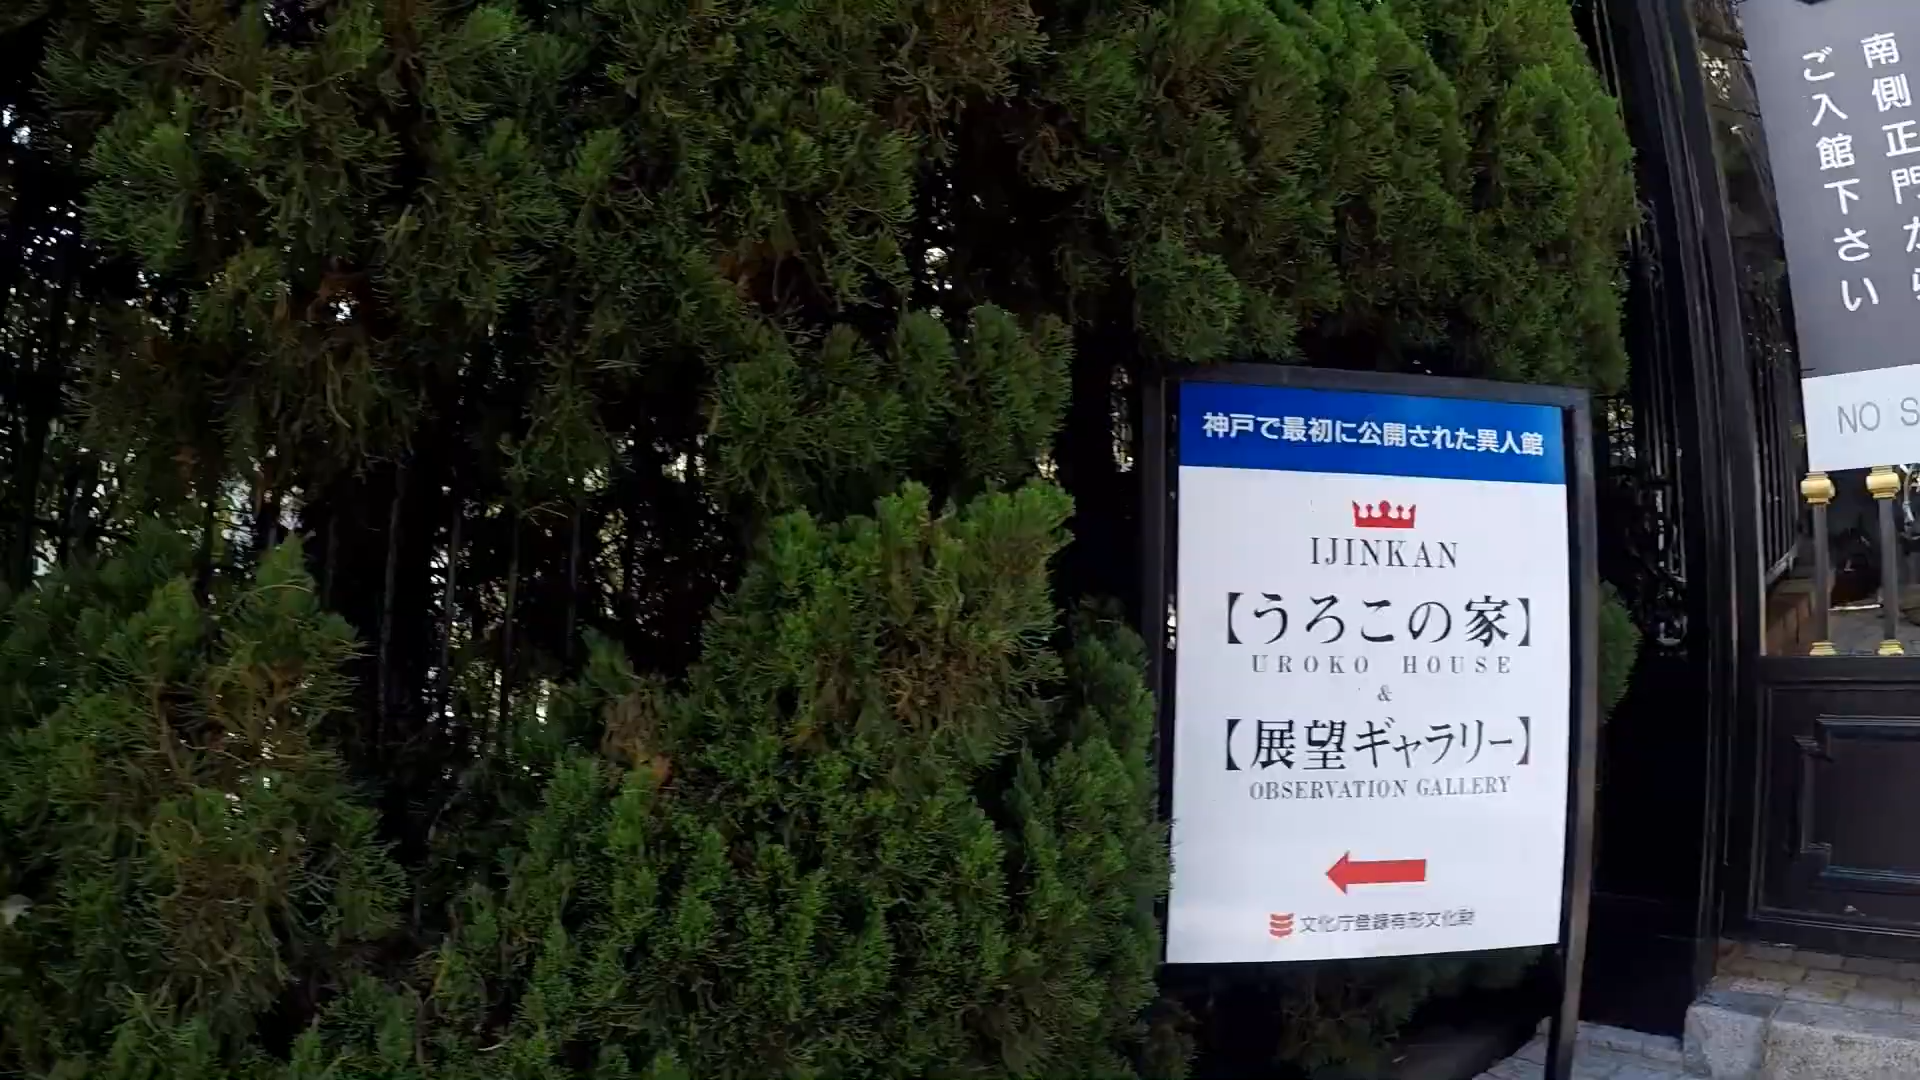 神戸で最初に公開された異人館
IJINKAN
【うろこの家】
UROKO HOUSE
&
【展望ギャラリー】
OBSERVATION GALLERY
文化庁登録有形文化財
南側正門から
ご入館下さい
NO